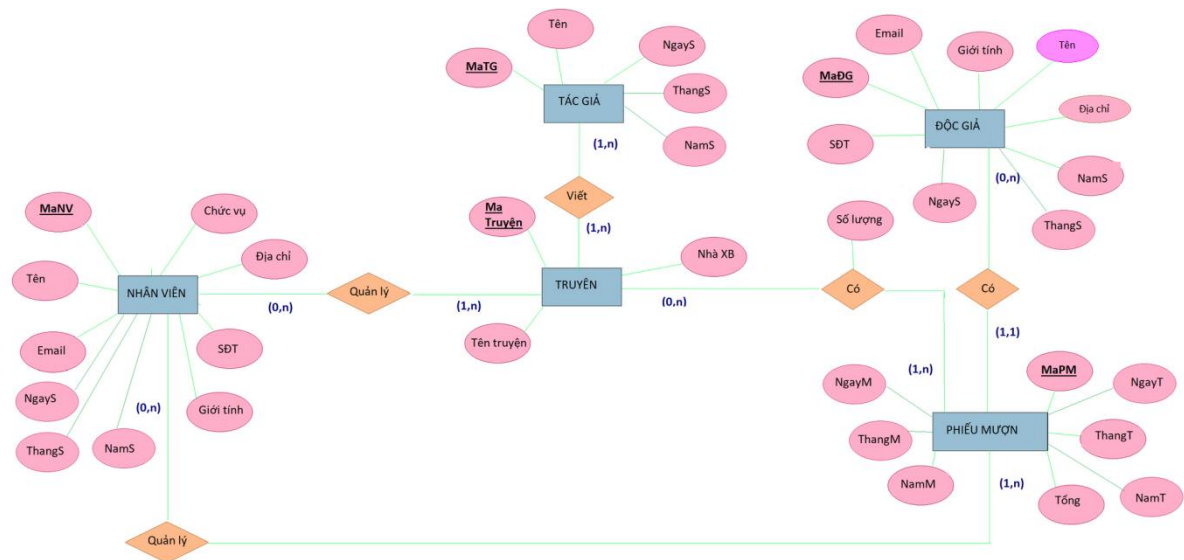 Tên
NgayS
MaTG
ThangS
TÁC GIẢ
NamS
(1,n)
Viết
(1,n)
Email
Giới tính
Tên
MaĐG
Địa chỉ
ĐỘC GIẢ
SĐT
NamS
(0,n)
NgayS
ThangS
MaNV
Chức vụ
Địa chỉ
Tên
NHÂN VIÊN
(0,n)
Email
SĐT
NgayS
(0,n)
Giới tính
ThangS
NamS
Quản lý
(1,n)
Ma
Truyện
Nhà XB
TRUYỆN
(0,n)
Tên truyện
Số lượng
Có
Có
(1,1)
(1,n)
MaPM
NgayM
NgayT
PHIẾU MƯỢN
ThangM
ThangT
NamM
(1,n)
Tổng
NamT
Quản lý